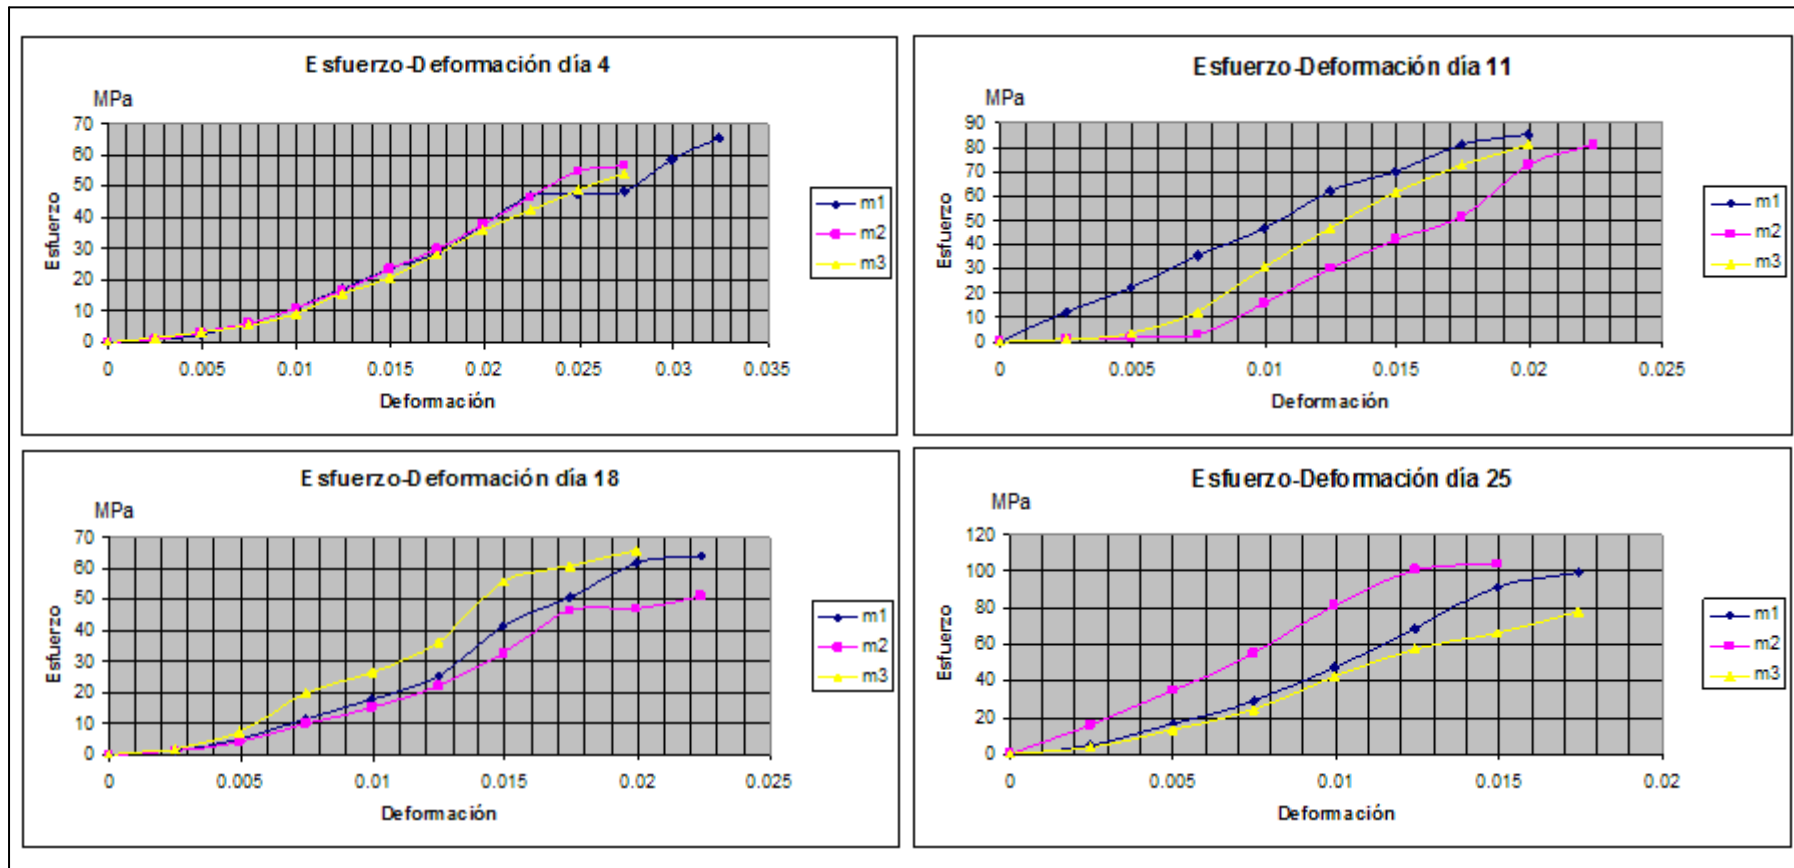 Esfuerzo-Deformación día 4
MPa
70
60
50
40
30
20
10
0
Esfuerzo
0 0.005 0.01 0.015 0.02 0.025 0.03 0.035
Deformación
m1
m2
m3
Esfuerzo-Deformación día 11
MPa
90
80
70
60
50
40
30
20
10
0
Esfuerzo
0 0.005 0.01 0.015 0.02 0.025
Deformación
m1
m2
m3
Esfuerzo-Deformación día 18
MPa
70
60
50
40
30
20
10
0
Esfuerzo
0 0.005 0.01 0.015 0.02 0.025
Deformación
m1
m2
m3
Esfuerzo-Deformación día 25
MPa
120
100
80
60
40
20
0
Esfuerzo
0 0.005 0.01 0.015 0.02
Deformación
m1
m2
m3